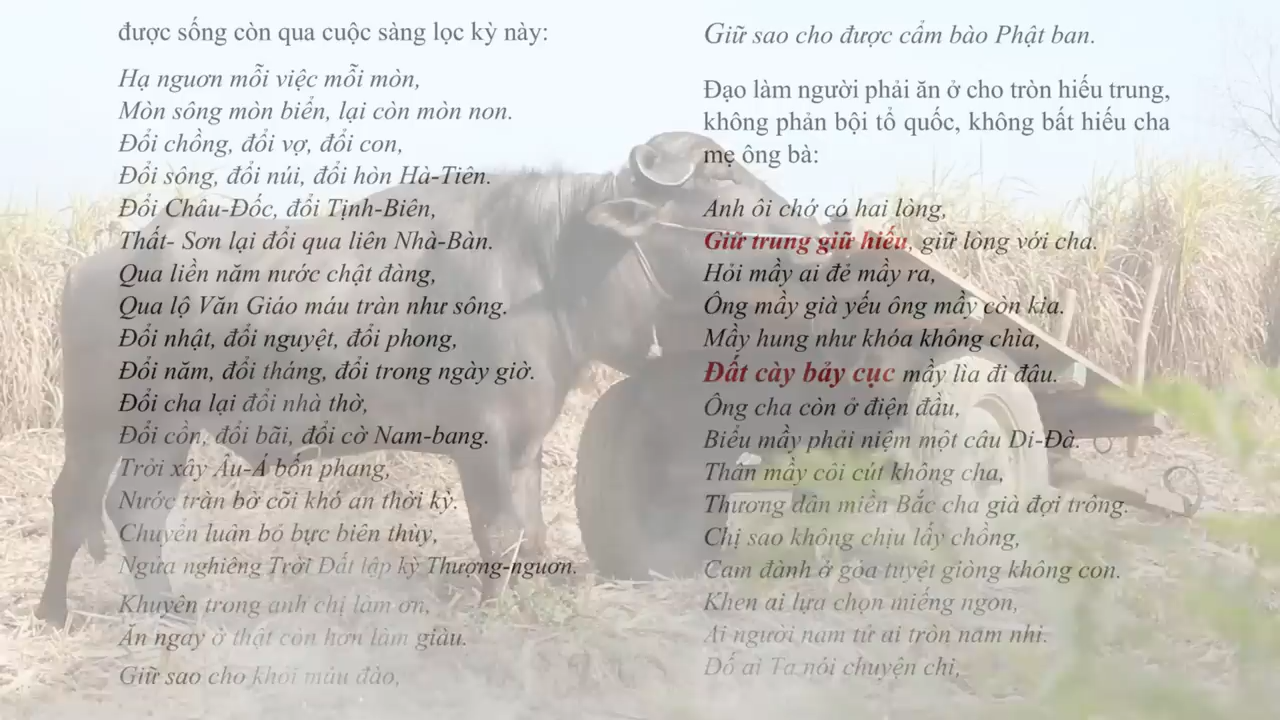 được sống còn qua cuộc sàng lọc kỳ này:
Hạ nguơn mỗi việc mỗi mòn,
Mòn sông mòn biển, lại còn mòn non.
Đổi chồng, đổi vợ, đổi con,
Đổi sông, đổi núi, đổi hòn Hà-Tiên.
Đổi Châu-Đốc, đổi Tịnh-Biên,
Thất- Sơn lại đổi qua liên Nhà-Bàn.
Qua liền năm nước chật đàng,
Qua lộ Văn Giáo máu tràn như sông.
Đổi nhật, đổi nguyệt, đổi phong,
Đổi năm, đổi tháng, đổi trong ngày giờ.
Đổi cha lại đổi nhà thờ,
Đổi cồn, đổi bãi, đổi cờ Nam-bang.
Trời xây Âu-Á bốn phang,
Nước tràn bờ cõi khó an thời kỳ.
Chuyển luân bó bực biên thùy,
Ngửa nghiêng Trời Đất lập kỳ Thượng-nguơn.
Khuyên trong anh chị làm ơn,
Ăn ngay ở thật còn hơn làm giàu.
Giữ sao cho khỏi máu đào,
Giữ sao cho được cẩm bào Phật ban.
Đạo làm người phải ăn ở cho tròn hiếu trung,
không phản bội tổ quốc, không bất hiếu cha
mẹ ông bà:
Anh ôi chớ có hai lòng,
Giữ trung giữ hiếu, giữ lòng với cha.
Hỏi mầy ai đẻ mầy ra,
Ông mầy già yếu ông mầy còn kia.
Mầy hung như khóa không chìa,
Đất cày bảy cục mầy lìa đi đâu.
Ông cha còn ở điện đầu,
Biểu mầy phải niệm một câu Di-Đà.
Thân mầy côi cút không cha,
Thương dân miền Bắc cha già đợi trông.
Chị sao không chịu lấy chồng,
Cam đành ở góa tuyệt giòng không con.
Khen ai lựa chọn miếng ngon,
Ai người nam tử ai tròn nam nhi.
Đố ai Ta nói chuyện chi,